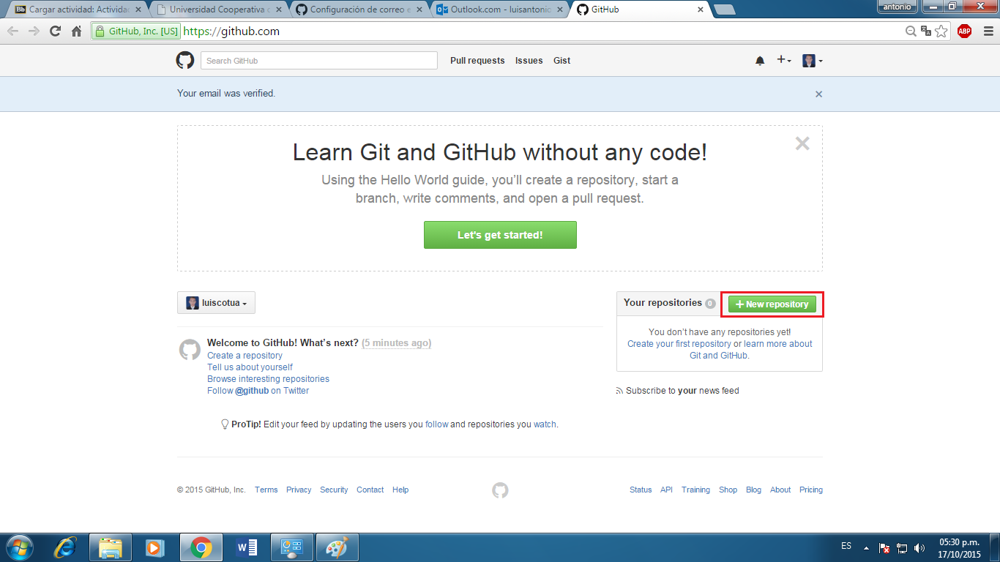 Bb Cargar actividad: Actividad
Universidad Cooperativa
Configuración de correo e
Outlook.com - luisantonio
GitHub
antonio
GitHub, Inc. [US] https://github.com
ABP
Search GitHub
Pull requests Issues Gist
Your email was verified.
Learn Git and GitHub without any code!
Using the Hello World guide, you’ll create a repository, start a
branch, write comments, and open a pull request.
Let's get started!
luiscotua
Your repositories 0
+ New repository
You don’t have any repositories yet!
Create your first repository or learn more about
Git and GitHub.
Welcome to GitHub! What’s next? (5 minutes ago)
Create a repository
Tell us about yourself
Browse interesting repositories
Follow @github on Twitter
Subscribe to your news feed
ProTip! Edit your feed by updating the users you follow and repositories you watch.
© 2015 GitHub, Inc. Terms Privacy Security Contact Help
Status API Training Shop Blog About Pricing
ES
05:30 p.m.
17/10/2015